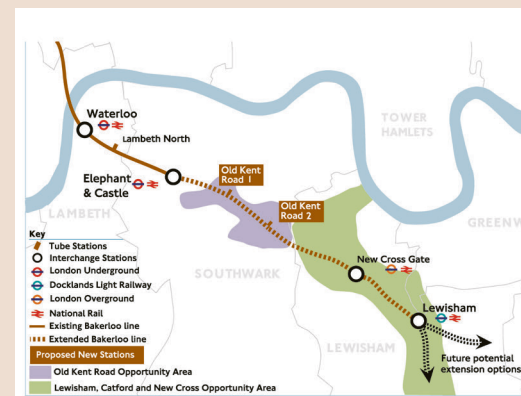 Waterloo
Lambeth North
Elephant
& Castle
Old Kent
Road 1
Old Kent
Road 2
TOWER
HAMLETS
LAMBETH
SOUTHWARK
GREENW
New Cross Gate
Lewisham
LEWISHAM
Future potential
extension options
Key
Tube Stations
Interchange Stations
London Underground
Docklands Light Railway
London Overground
National Rail
Existing Bakerloo line
Extended Bakerloo line
Proposed New Stations
Old Kent Road Opportunity Area
Lewisham, Catford and New Cross Opportunity Area